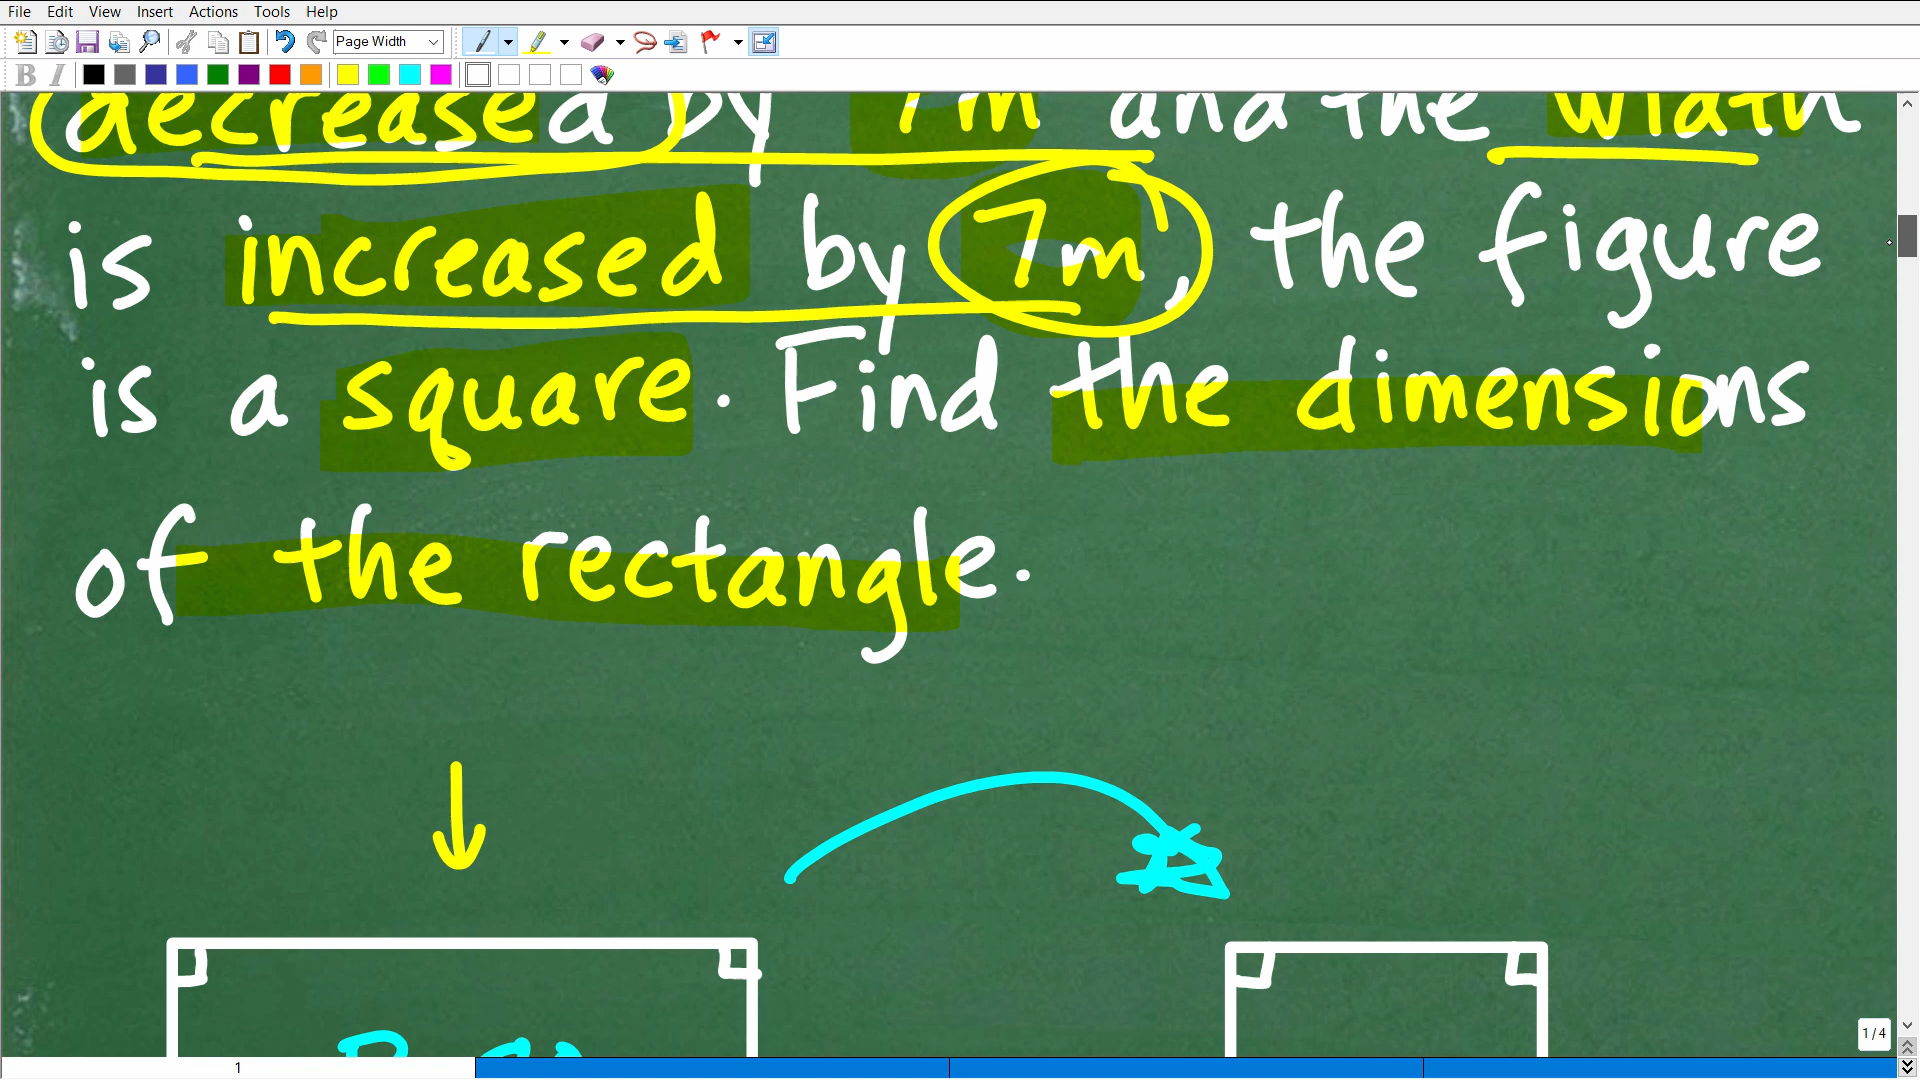 File Edit View Insert Actions Tools Help
Page Width
B I
decreased by 7m and the width
is increased by 7m, the figure
is a square. Find the dimensions
of the rectangle.
1 / 4
1